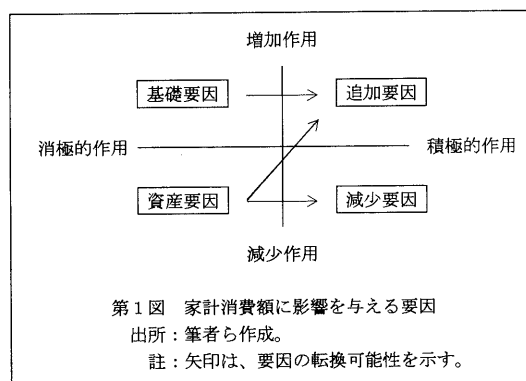 増加作用
基礎要因 追加要因
消極的作用 積極的作用
資産要因 減少要因
減少作用
第1図 家計消費額に影響を与える要因
出所：筆者ら作成。
註：矢印は、要因の転換可能性を示す。